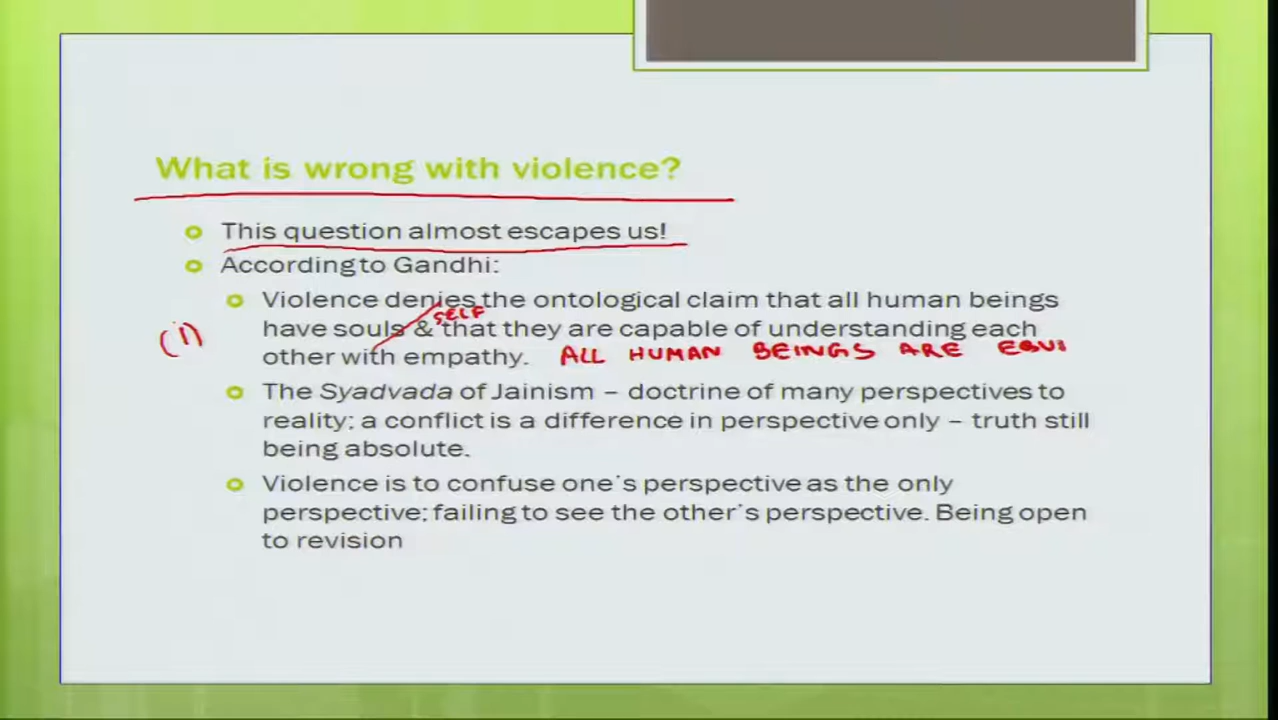 What is wrong with violence?
This question almost escapes us!
According to Gandhi:
Violence denies the ontological claim that all human beings
SELF
(i)
have souls & that they are capable of understanding each
other with empathy. ALL HUMAN BEINGS ARE EQUI
The Syadvada of Jainism – doctrine of many perspectives to
reality; a conflict is a difference in perspective only – truth still
being absolute.
Violence is to confuse one's perspective as the only
perspective; failing to see the other's perspective. Being open
to revision